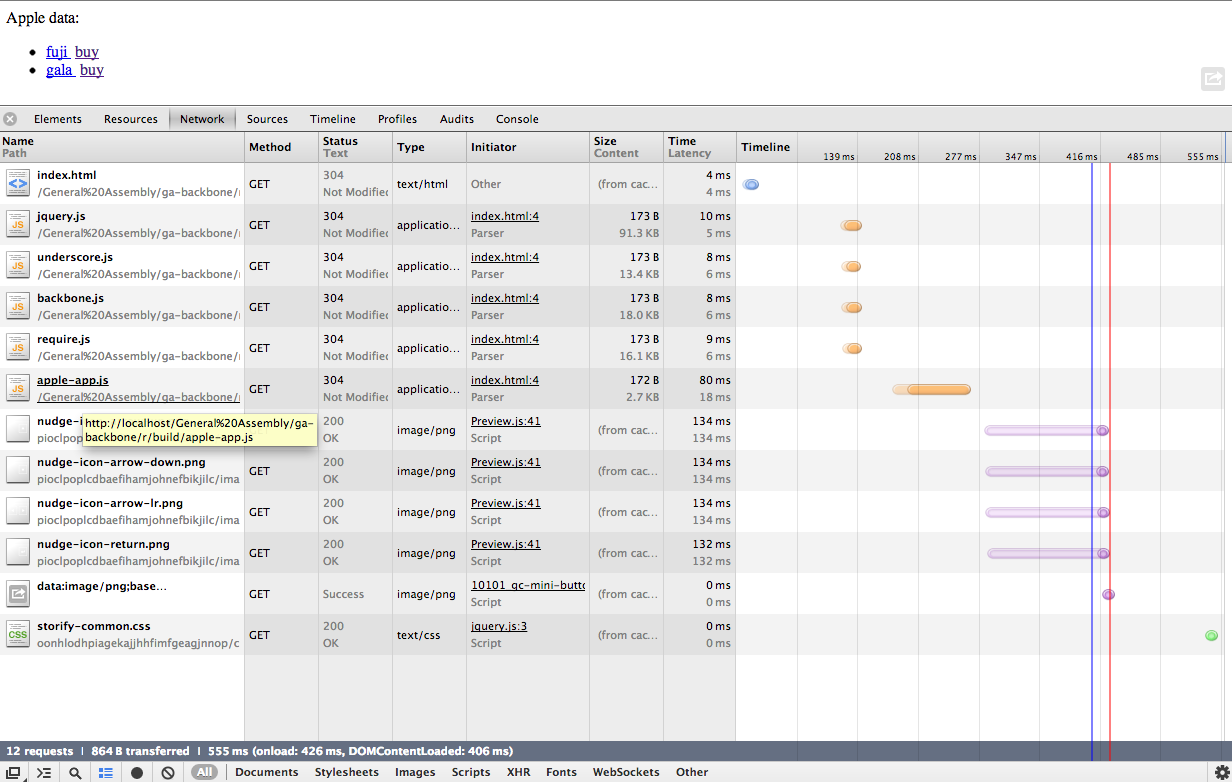 Apple data:
fuji buy
gala buy
Elements Resources Network Sources Timeline Profiles Audits Console
Name Method Status Type Initiator Size Time Timeline
Path Text Content Latency
139 ms 208 ms 277 ms 347 ms 416 ms 485 ms 555 ms
index.html 304 4 ms
/General%20Assembly/ga-backbone/ GET Not Modified text/html Other (from cac... 4 ms
jquery.js 304 index.html:4 173 B 10 ms
/General%20Assembly/ga-backbone/ GET Not Modified applicatio... Parser 91.3 KB 5 ms
underscore.js 304 index.html:4 173 B 8 ms
/General%20Assembly/ga-backbone/ GET Not Modified applicatio... Parser 13.4 KB 6 ms
backbone.js 304 index.html:4 173 B 8 ms
/General%20Assembly/ga-backbone/ GET Not Modified applicatio... Parser 18.0 KB 6 ms
require.js 304 index.html:4 173 B 9 ms
/General%20Assembly/ga-backbone/ GET Not Modified applicatio... Parser 16.1 KB 6 ms
apple-app.js 304 index.html:4 172 B 80 ms
/General%20Assembly/ga-backbone/ GET Not Modified applicatio... Parser 2.7 KB 18 ms
nudge-i 200 Preview.js:41 134 ms
pioclpop OK image/png Script (from cac... 134 ms
http://localhost/General%20Assembly/ga-
backbone/r/build/apple-app.js
nudge-icon-arrow-down.png 200 Preview.js:41 134 ms
pioclpoplcdbaefihamjohnefbikjilc/ima GET OK image/png Script (from cac... 134 ms
nudge-icon-arrow-lr.png 200 Preview.js:41 134 ms
pioclpoplcdbaefihamjohnefbikjilc/ima GET OK image/png Script (from cac... 134 ms
nudge-icon-return.png 200 Preview.js:41 132 ms
pioclpoplcdbaefihamjohnefbikjilc/ima GET OK image/png Script (from cac... 132 ms
data:image/png;base... 10101_qc-mini-butto 0 ms
GET Success image/png Script (from cac... 0 ms
storify-common.css 200 jquery.js:3 0 ms
oonhlodhpiagekajjhhfimfgeagjnnop/c GET OK text/css Script (from cac... 0 ms
12 requests | 864 B transferred | 555 ms (onload: 426 ms, DOMContentLoaded: 406 ms)
All Documents Stylesheets Images Scripts XHR Fonts WebSockets Other